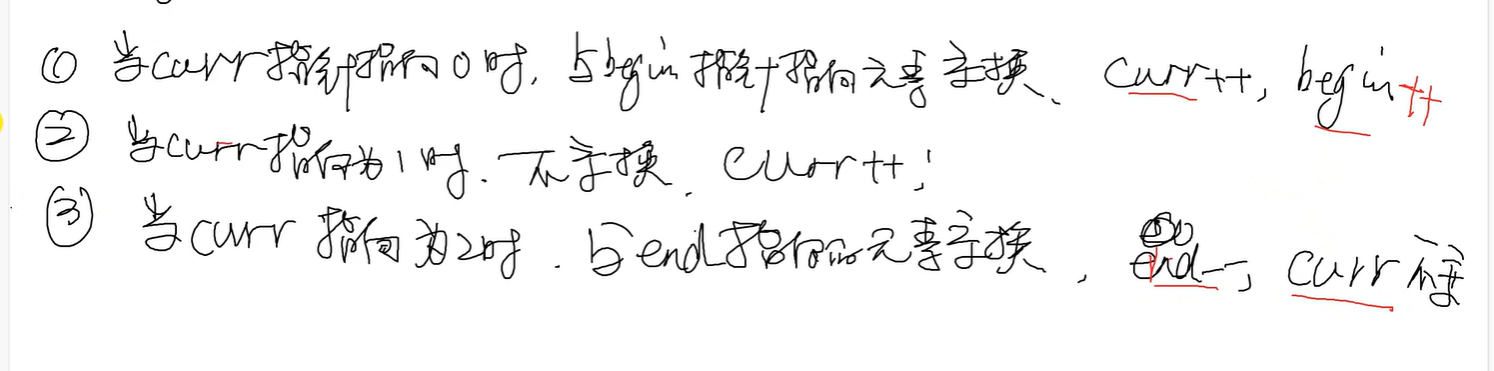 ① 当curr指针指向0时, 与begin指针指向元素交换、 curr++, begin++
② 当curr指向为1时. 不交换. curr++;
③ 当curr指向为2时. 与end指向的元素交换, end--, curr不变